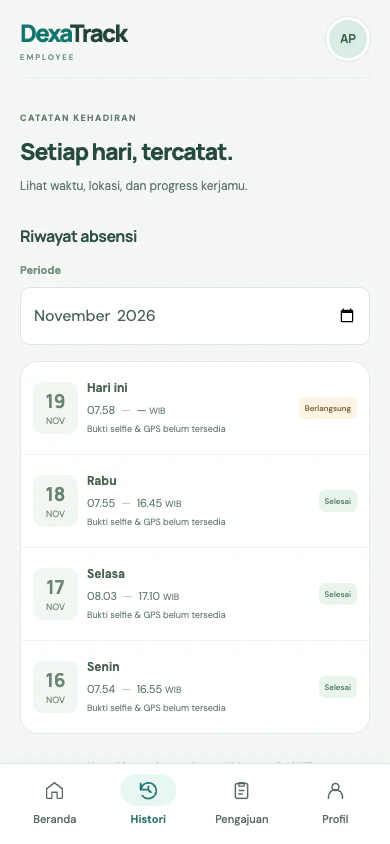 DexaTrack
EMPLOYEE
AP
CATATAN KEHADIRAN
Setiap hari, tercatat.
Lihat waktu, lokasi, dan progress kerjamu.
Riwayat absensi
Periode
November 2026
19
NOV
Hari ini
07.58 — — WIB
Bukti selfie & GPS belum tersedia
Berlangsung
18
NOV
Rabu
07.55 — 16.45 WIB
Bukti selfie & GPS belum tersedia
Selesai
17
NOV
Selasa
08.03 — 17.10 WIB
Bukti selfie & GPS belum tersedia
Selesai
16
NOV
Senin
07.54 — 16.55 WIB
Bukti selfie & GPS belum tersedia
Selesai
Beranda
Histori
Pengajuan
Profil